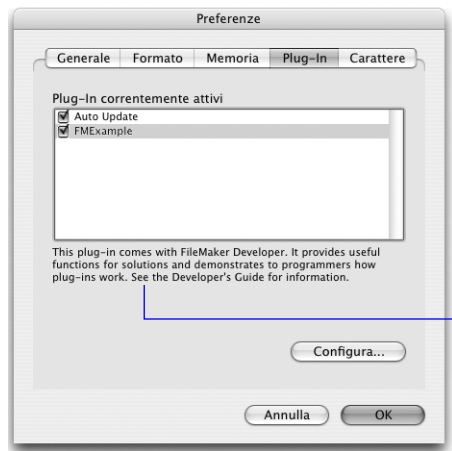 Preferenze
Generale Formato Memoria Plug-In Carattere
Plug-In correntemente attivi
Auto Update
FMExample
This plug-in comes with FileMaker Developer. It provides useful
functions for solutions and demonstrates to programmers how
plug-ins work. See the Developer's Guide for information.
Configura...
Annulla OK